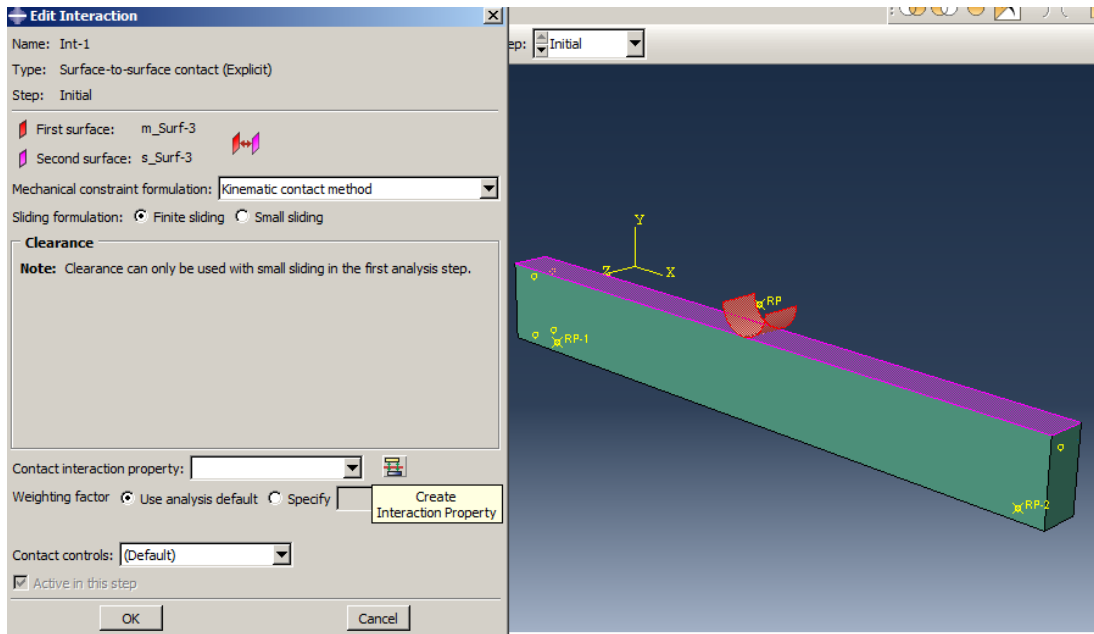 Edit Interaction
Name: Int-1
Type: Surface-to-surface contact (Explicit)
Step: Initial
First surface: m_Surf-3
Second surface: s_Surf-3
Mechanical constraint formulation: Kinematic contact method
Sliding formulation: Finite sliding Small sliding
Clearance
Note: Clearance can only be used with small sliding in the first analysis step.
Contact interaction property:
Weighting factor Use analysis default Specify
Create
Interaction Property
Contact controls: (Default)
Active in this step
OK Cancel
ep: Initial
Y
Z X
RP
RP-1
RP-2